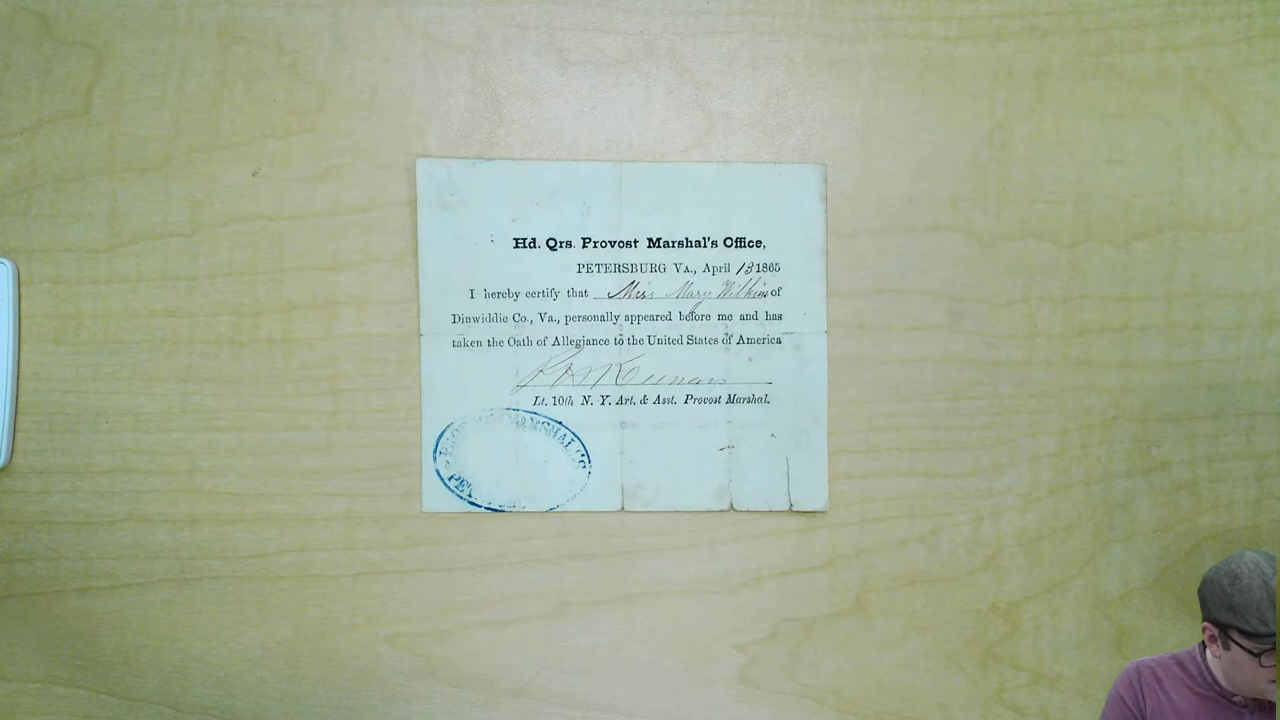 Hd. Qrs. Provost Marshal's Office,
PETERSBURG VA., April 13 1865
I hereby certify that Miss Mary Wilkins of
Dinwiddie Co., Va., personally appeared before me and has
taken the Oath of Allegiance to the United States of America
Lt. 10th N. Y. Art. & Asst. Provost Marshal.
MARSHAL'S